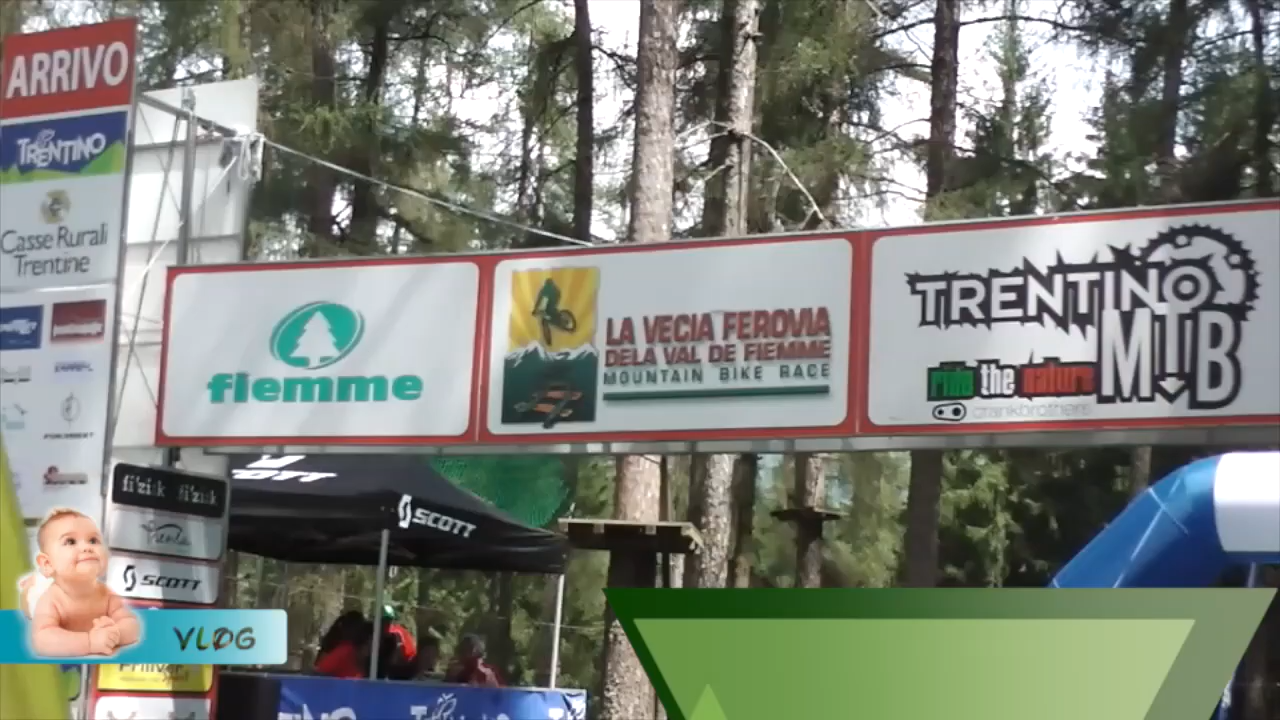 ARRIVO
TRENTINO
Casse Rurali
Trentine
fiemme
LA VECIA FEROVIA
DELA VAL DE FIEMME
MOUNTAIN BIKE RACE
TRENTINO
MTB
ride the nature
crankbrothers
SCOTT
SCOTT
fi'zi:k fi'zi:k
SCOTT
VLOG